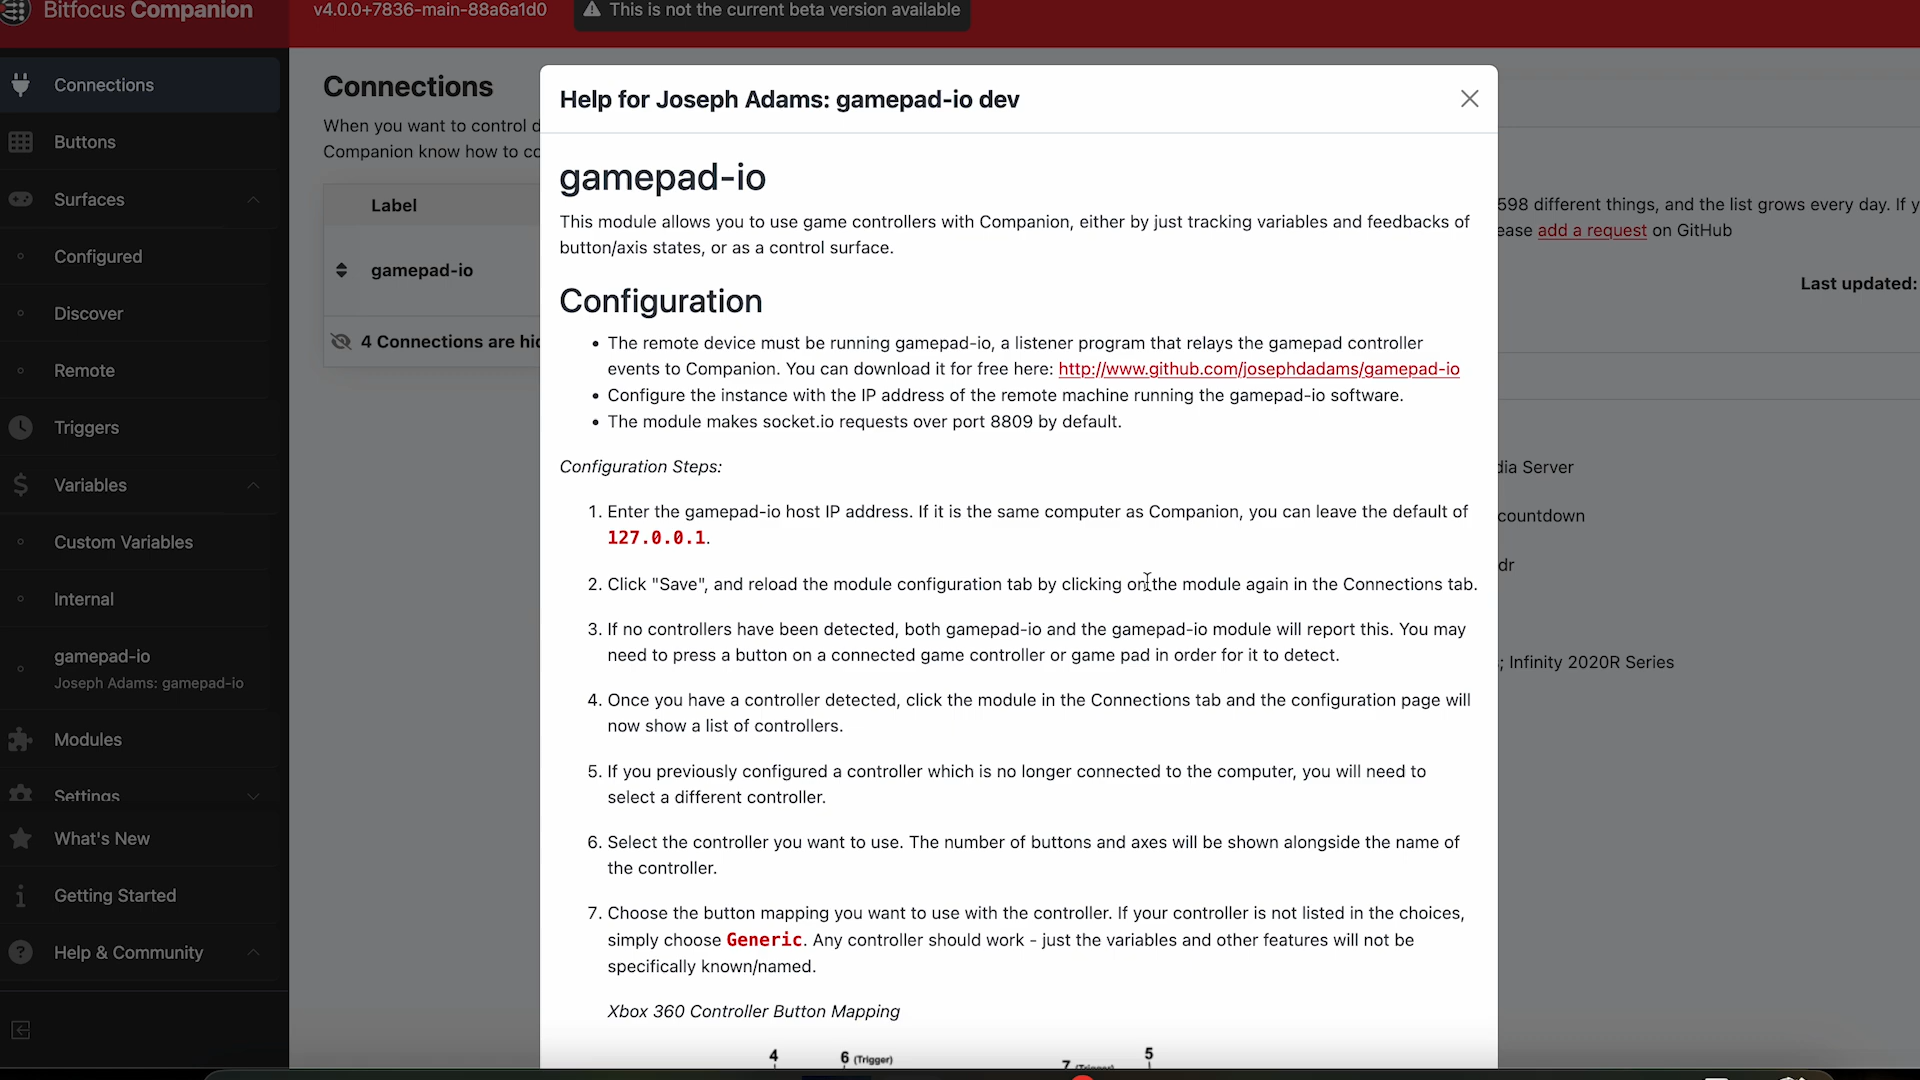 Bitfocus Companion
v4.0.0+7836-main-88a6a1d0
This is not the current beta version available
Connections
Buttons
Surfaces
Configured
Discover
Remote
Triggers
Variables
Custom Variables
Internal
gamepad-io
Joseph Adams: gamepad-io
Modules
Settings
What's New
Getting Started
Help & Community
Connections
When you want to control d
Companion know how to co
Label
gamepad-io
4 Connections are hid
Help for Joseph Adams: gamepad-io dev
gamepad-io
This module allows you to use game controllers with Companion, either by just tracking variables and feedbacks of
button/axis states, or as a control surface.
Configuration
• The remote device must be running gamepad-io, a listener program that relays the gamepad controller
events to Companion. You can download it for free here: http://www.github.com/josephdadams/gamepad-io
• Configure the instance with the IP address of the remote machine running the gamepad-io software.
• The module makes socket.io requests over port 8809 by default.
Configuration Steps:
1. Enter the gamepad-io host IP address. If it is the same computer as Companion, you can leave the default of
127.0.0.1.
2. Click "Save", and reload the module configuration tab by clicking on the module again in the Connections tab.
3. If no controllers have been detected, both gamepad-io and the gamepad-io module will report this. You may
need to press a button on a connected game controller or game pad in order for it to detect.
4. Once you have a controller detected, click the module in the Connections tab and the configuration page will
now show a list of controllers.
5. If you previously configured a controller which is no longer connected to the computer, you will need to
select a different controller.
6. Select the controller you want to use. The number of buttons and axes will be shown alongside the name of
the controller.
7. Choose the button mapping you want to use with the controller. If your controller is not listed in the choices,
simply choose Generic. Any controller should work - just the variables and other features will not be
specifically known/named.
Xbox 360 Controller Button Mapping
4
6 (Trigger)
7 (Trigger)
5
598 different things, and the list grows every day. If y
ease add a request on GitHub
Last updated:
dia Server
countdown
dr
; Infinity 2020R Series